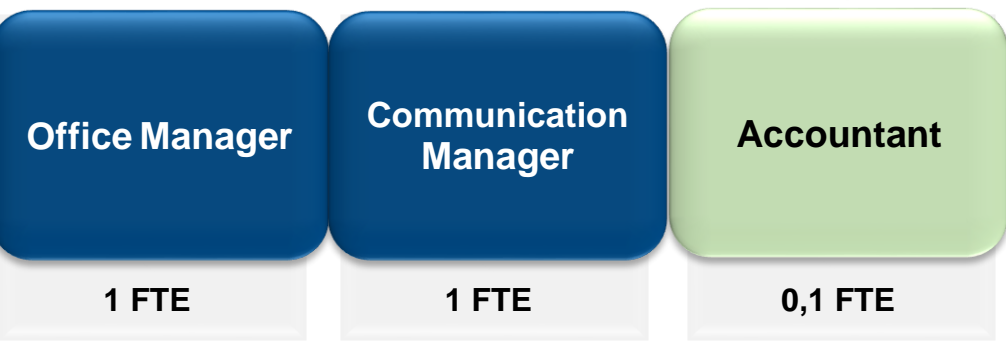 Office Manager
Communication
Manager
Accountant
1 FTE
1 FTE
0,1 FTE